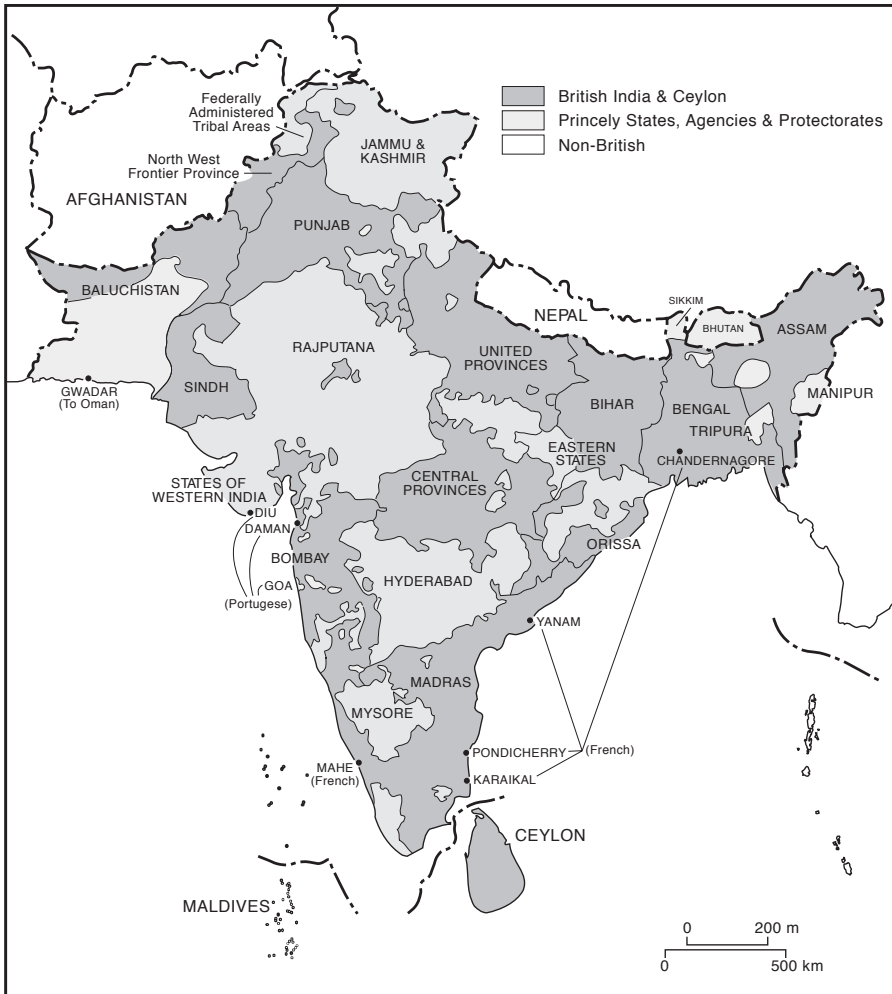 British India & Ceylon
Princely States, Agencies & Protectorates
Non-British
Federally
Administered
Tribal Areas
JAMMU &
KASHMIR
North West
Frontier Province
AFGHANISTAN
PUNJAB
BALUCHISTAN
SIKKIM
NEPAL
BHUTAN
ASSAM
RAJPUTANA
UNITED
PROVINCES
SINDH
GWADAR
(To Oman)
BIHAR
BENGAL
MANIPUR
TRIPURA
EASTERN
STATES
CHANDERNAGORE
CENTRAL
PROVINCES
STATES OF
WESTERN INDIA
DIU
DAMAN
ORISSA
BOMBAY
HYDERABAD
GOA
(Portugese)
YANAM
MADRAS
MYSORE
PONDICHERRY
(French)
MAHE
(French)
KARAIKAL
CEYLON
MALDIVES
0 200 m
0 500 km